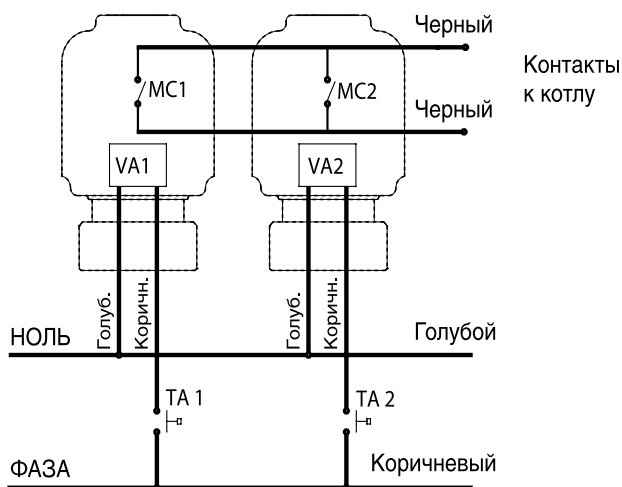 Черный
Контакты
к котлу
MC1
MC2
Черный
VA1
VA2
Голуб.
Коричн.
Голуб.
Коричн.
НОЛЬ
Голубой
TA 1
TA 2
ФАЗА
Коричневый